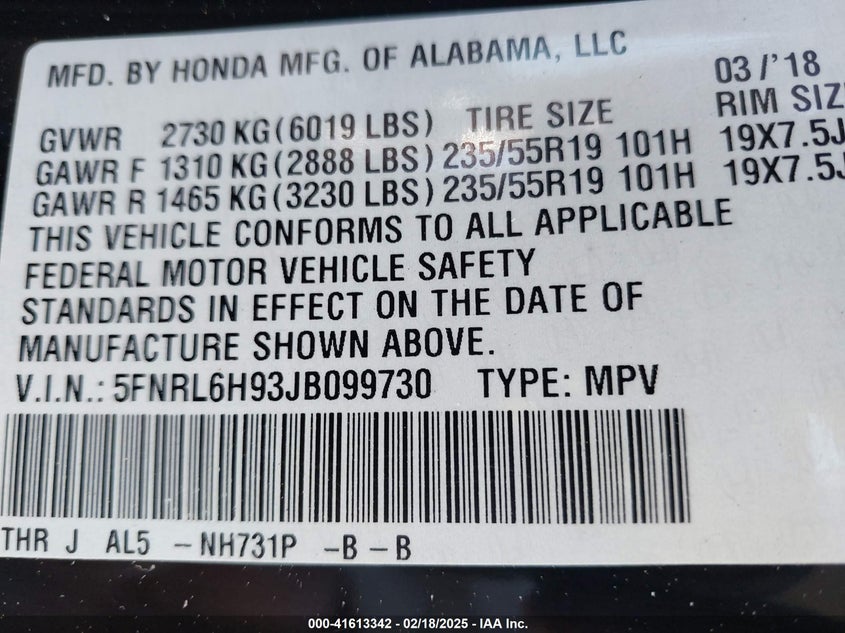 MFD. BY HONDA MFG. OF ALABAMA, LLC 03/'18
GVWR 2730 KG(6019 LBS) TIRE SIZE RIM SIZ
GAWR F 1310 KG(2888 LBS) 235/55R19 101H 19X7.5J
GAWR R 1465 KG(3230 LBS) 235/55R19 101H 19X7.5J
THIS VEHICLE CONFORMS TO ALL APPLICABLE
FEDERAL MOTOR VEHICLE SAFETY
STANDARDS IN EFFECT ON THE DATE OF
MANUFACTURE SHOWN ABOVE.
V.I.N.: 5FNRL6H93JB099730 TYPE: MPV
THR J AL5 -NH731P -B-B
000-41613342 - 02/18/2025 - IAA Inc.